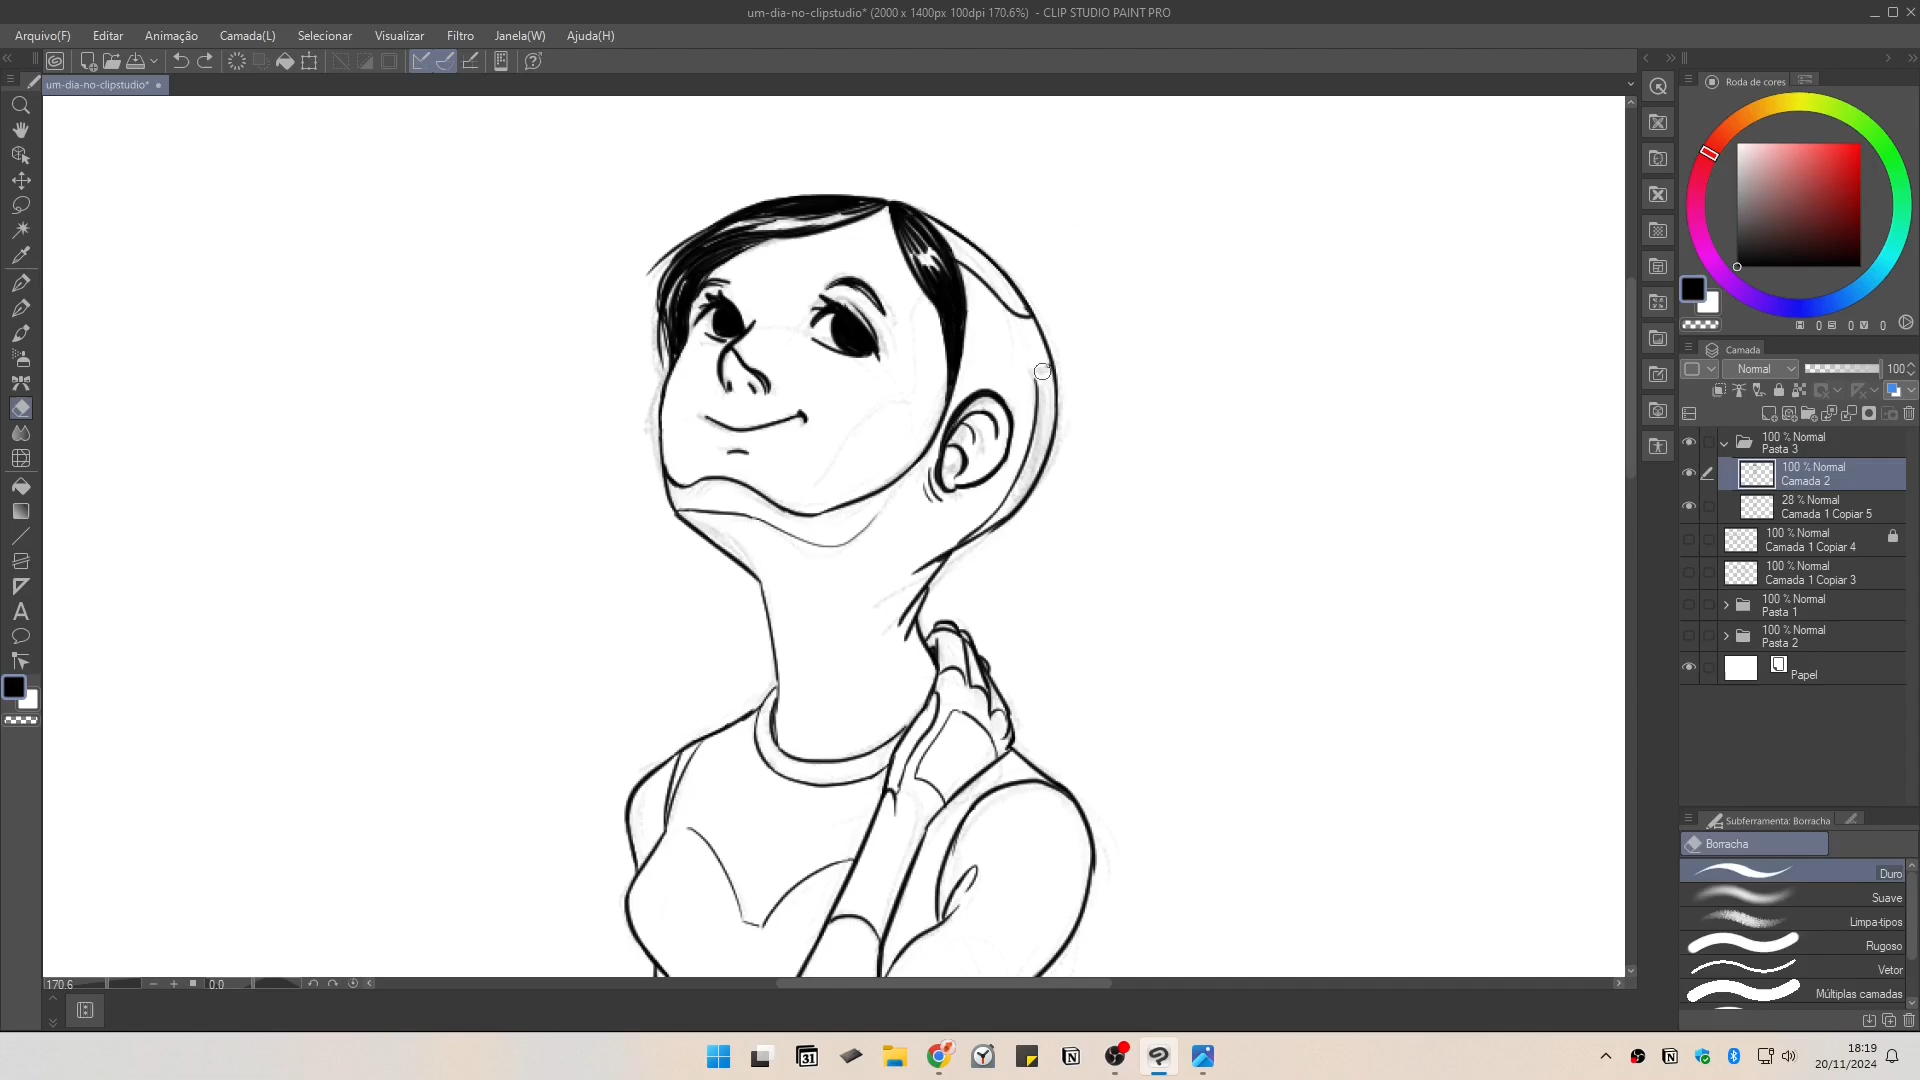 um-dia-no-clipstudio* (2000 x 1400px 100dpi 170.6%) - CLIP STUDIO PAINT PRO
Arquivo(F) Editar Animação Camada(L) Selecionar Visualizar Filtro Janela(W) Ajuda(H)
um-dia-no-clipstudio*
Roda de cores
H 0 S 0 V 0
Camada
Normal 100
100 % Normal
Pasta 3
100 % Normal
Camada 2
28 % Normal
Camada 1 Copiar 5
100 % Normal
Camada 1 Copiar 4
100 % Normal
Camada 1 Copiar 3
100 % Normal
Pasta 1
100 % Normal
Pasta 2
Papel
Subferramenta: Borracha
Borracha
Duro
Suave
Limpa-tipos
Rugoso
Vetor
Múltiplas camadas
170.6 0.0
31
18:19
20/11/2024